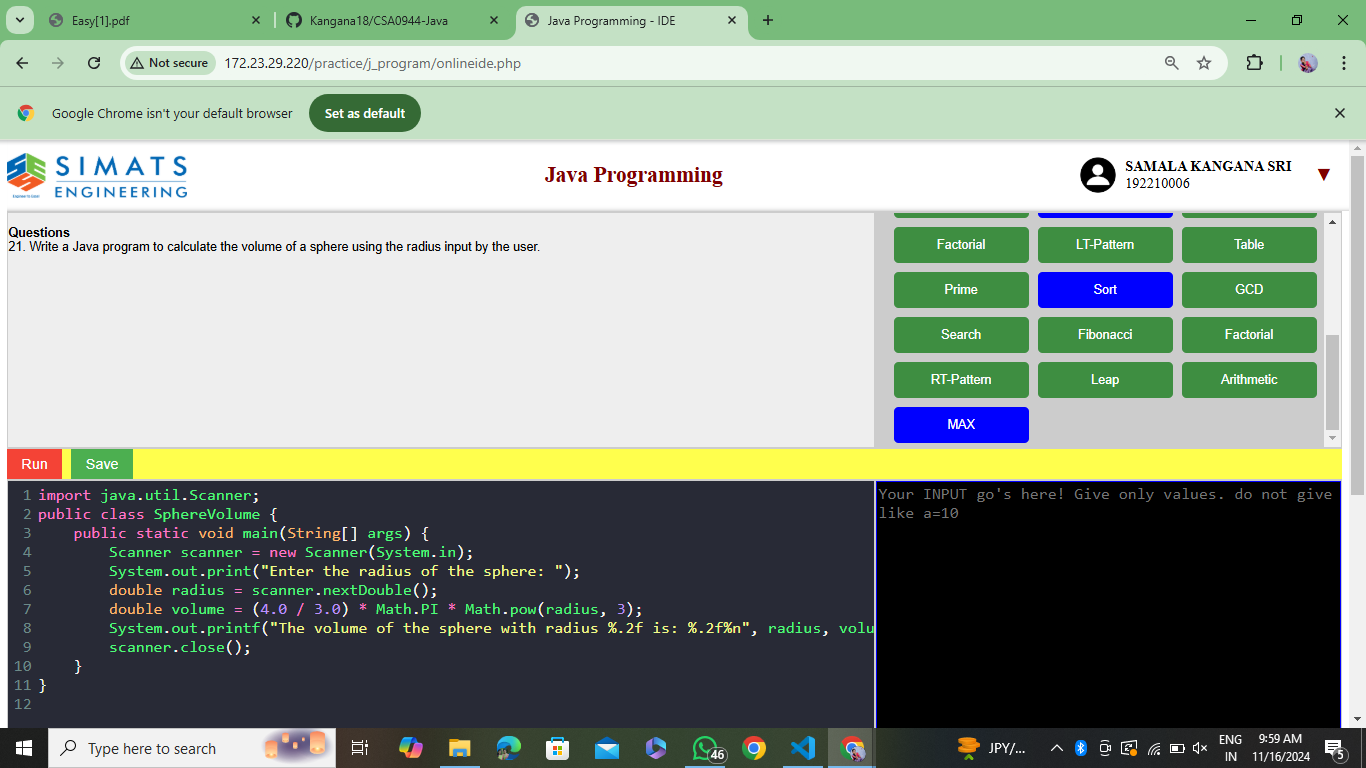 Easy[1].pdf
Kangana18/CSA0944-Java
Java Programming - IDE
Not secure
172.23.29.220/practice/j_program/onlineide.php
Google Chrome isn't your default browser
Set as default
SIMATS
ENGINEERING
Java Programming
SAMALA KANGANA SRI
192210006
Questions
21. Write a Java program to calculate the volume of a sphere using the radius input by the user.
Factorial LT-Pattern Table
Prime Sort GCD
Search Fibonacci Factorial
RT-Pattern Leap Arithmetic
MAX
Run Save
1 import java.util.Scanner;
2 public class SphereVolume {
3 public static void main(String[] args) {
4 Scanner scanner = new Scanner(System.in);
5 System.out.print("Enter the radius of the sphere: ");
6 double radius = scanner.nextDouble();
7 double volume = (4.0 / 3.0) * Math.PI * Math.pow(radius, 3);
8 System.out.printf("The volume of the sphere with radius %.2f is: %.2f%n", radius, volu
9 scanner.close();
10 }
11 }
12
Your INPUT go's here! Give only values. do not give
like a=10
Type here to search
46
JPY/...
ENG
IN
9:59 AM
11/16/2024
5